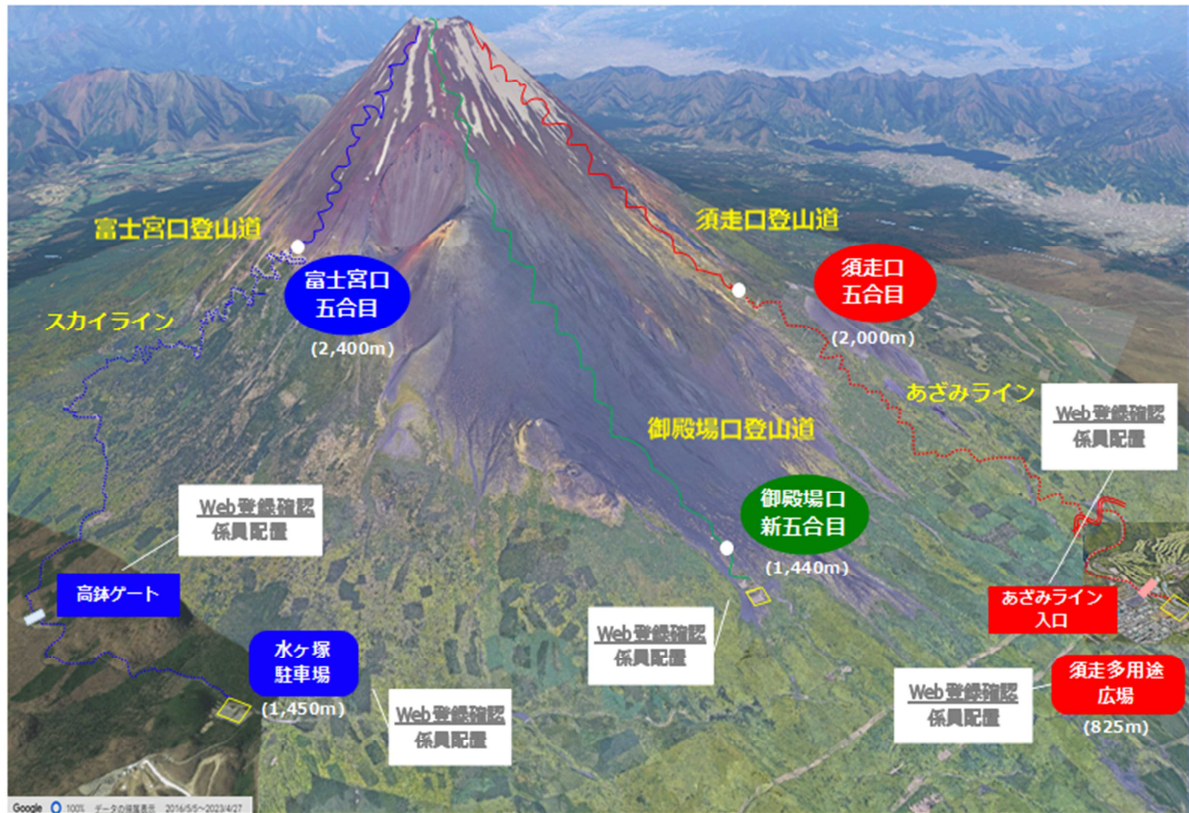 富士宮口登山道
須走口登山道
富士宮口
五合目
(2,400m)
須走口
五合目
(2,000m)
スカイライン
あざみライン
Web登録確認
係員配置
御殿場口登山道
御殿場口
新五合目
(1,440m)
Web登録確認
係員配置
高鉢ゲート
あざみライン
入口
Web登録確認
係員配置
水ヶ塚
駐車場
(1,450m)
Web登録確認
係員配置
Web登録確認
係員配置
須走多用途
広場
(825m)
Google 100% データの帰属表示 2016/5/5～2023/4/27